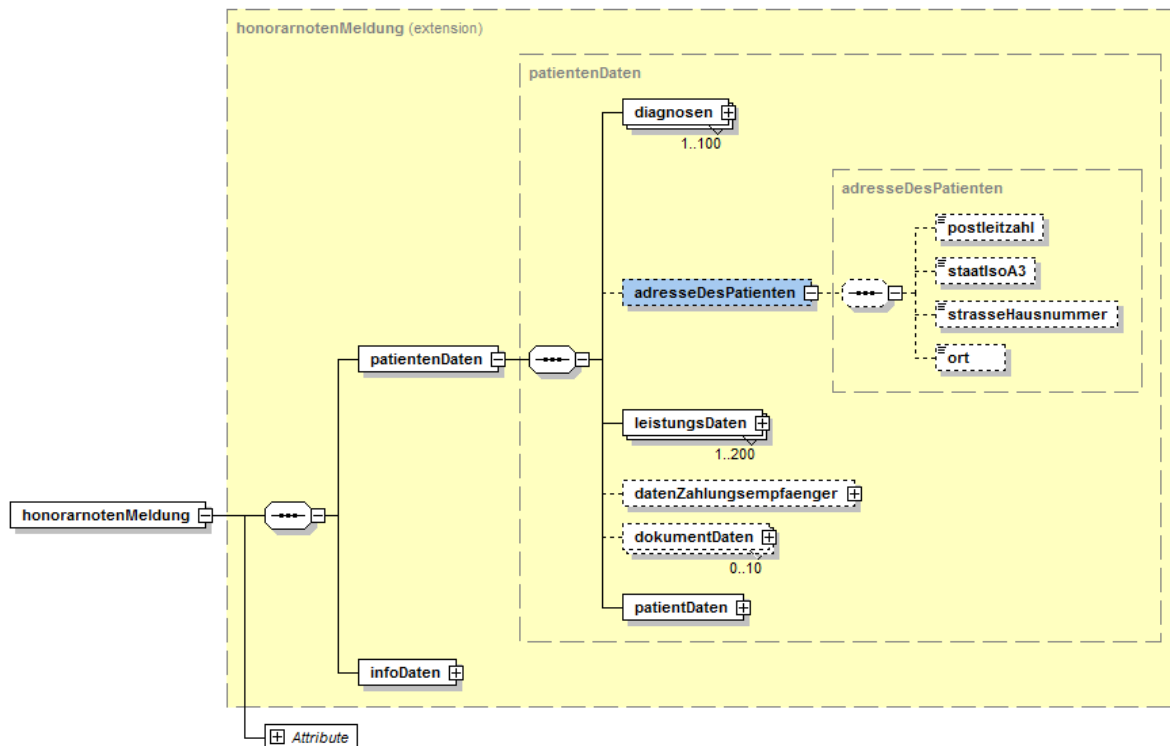 honorarnotenMeldung (extension)
patientenDaten
diagnosen
1..100
adresseDesPatienten
postleitzahl
staatIsoA3
adresseDesPatienten
strasseHausnummer
ort
patientenDaten
leistungsDaten
1..200
datenZahlungsempfaenger
honorarnotenMeldung
dokumentDaten
0..10
patientDaten
infoDaten
Attribute